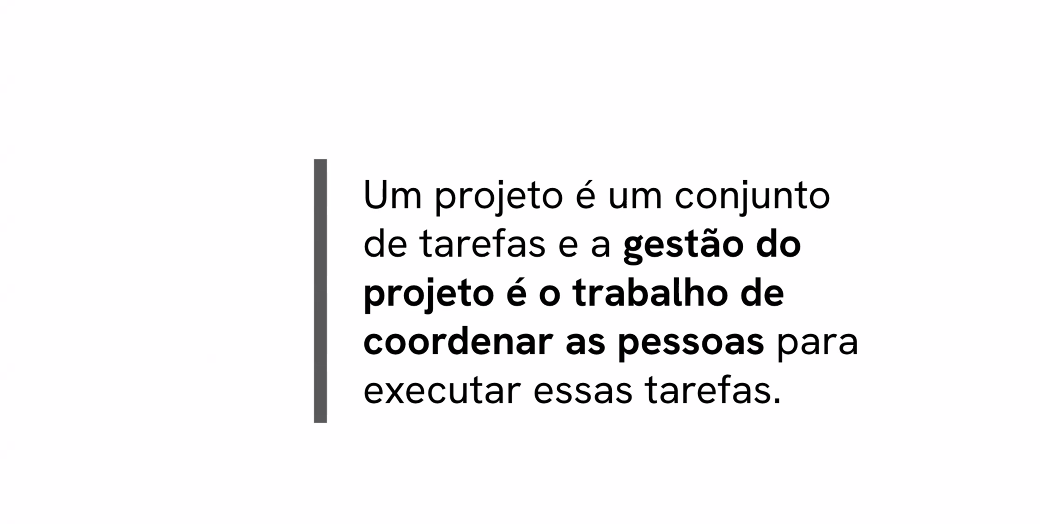 Um projeto é um conjunto
de tarefas e a gestão do
projeto é o trabalho de
coordenar as pessoas para
executar essas tarefas.